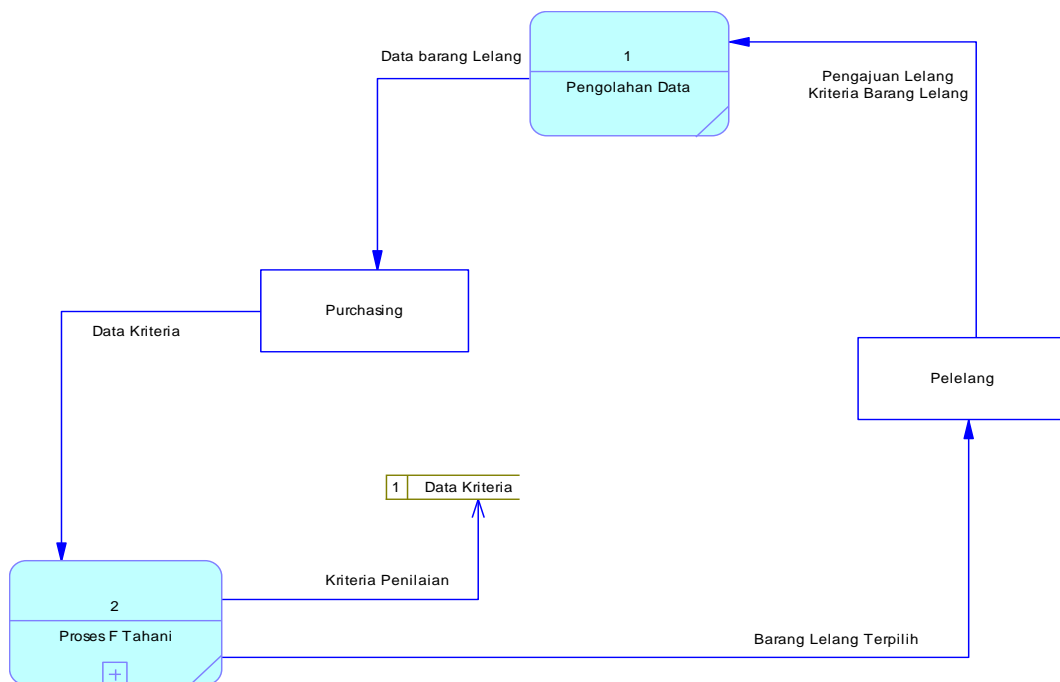 1
Pengolahan Data
Data barang Lelang
Pengajuan Lelang
Kriteria Barang Lelang
Purchasing
Data Kriteria
Pelelang
1 Data Kriteria
Kriteria Penilaian
2
Proses F Tahani
Barang Lelang Terpilih